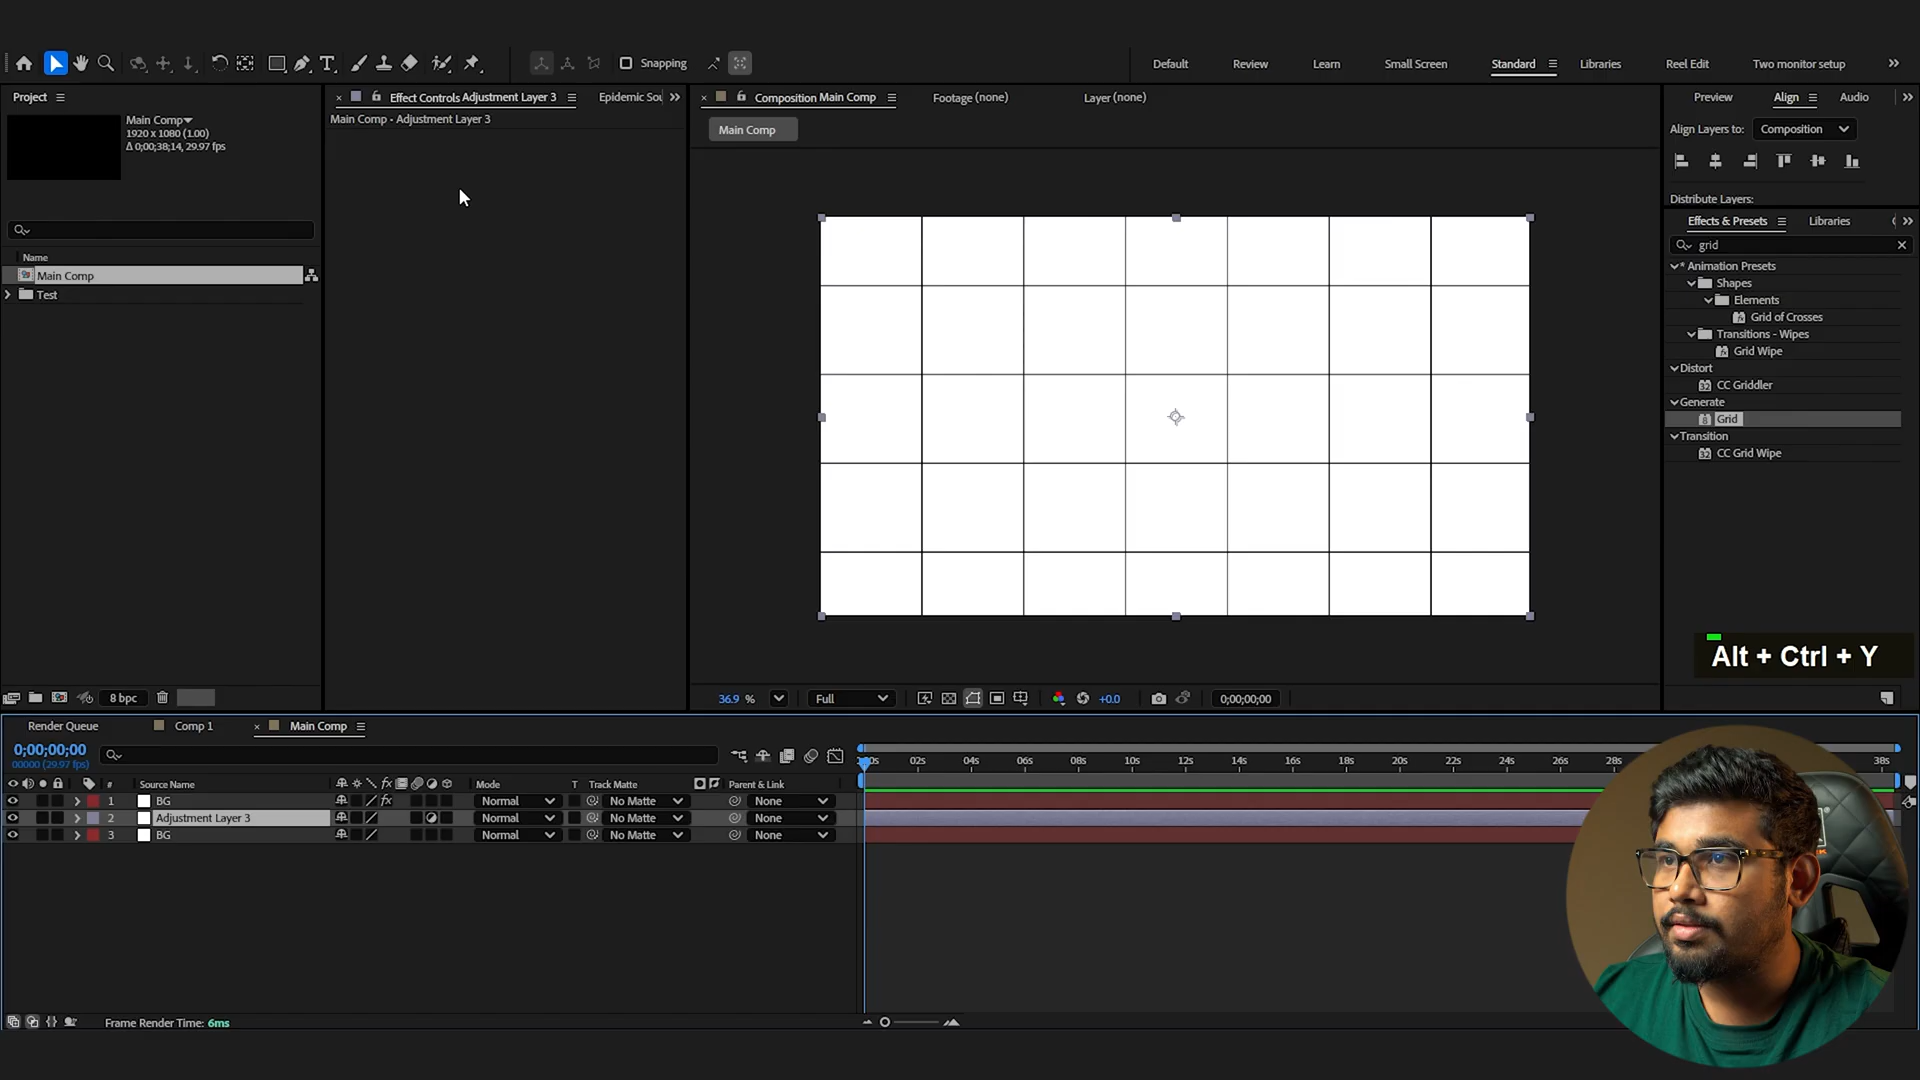 Snapping
Default
Review
Learn
Small Screen
Standard
Libraries
Reel Edit
Two monitor setup
Project
Effect Controls Adjustment Layer 3
Epidemic Sou
Composition Main Comp
Footage (none)
Layer (none)
Preview
Align
Audio
Main Comp
1920 x 1080 (1.00)
Δ 0;00;38;14, 29.97 fps
Main Comp • Adjustment Layer 3
Main Comp
Align Layers to:
Composition
Distribute Layers:
Effects & Presets
Libraries
grid
Name
Main Comp
Test
* Animation Presets
Shapes
Elements
Grid of Crosses
Transitions - Wipes
Grid Wipe
Distort
CC Griddler
Generate
Grid
Transition
CC Grid Wipe
Alt + Ctrl + Y
8 bpc
36.9 %
Full
+0.0
0;00;00;00
Render Queue
Comp 1
Main Comp
0;00;00;00
00000 (29.97 fps)
02s
04s
06s
08s
10s
12s
14s
16s
18s
20s
22s
24s
26s
28s
38s
#
Source Name
Mode
T
Track Matte
Parent & Link
1
BG
Normal
No Matte
None
2
Adjustment Layer 3
Normal
No Matte
None
3
BG
Normal
No Matte
None
Frame Render Time: 6ms